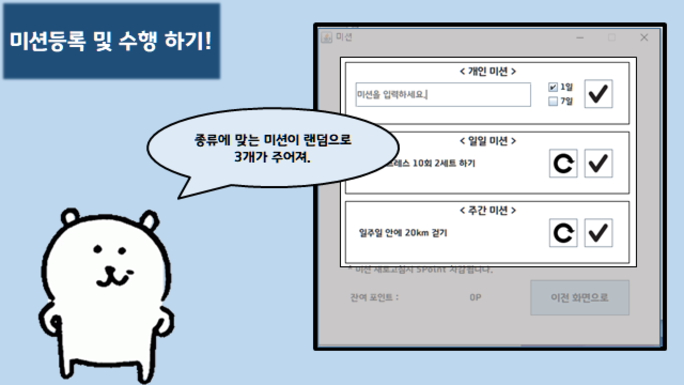 미션등록 및 수행 하기!
미션
< 개인 미션 >
미션을 입력하세요.
1일
7일
종류에 맞는 미션이 랜덤으로
3개가 주어져.
< 일일 미션 >
10회 2세트 하기
< 주간 미션 >
일주일 안에 20km 걷기
* 미션 새로고침시 5Point 차감됩니다.
잔여 포인트 :
0P
이전 화면으로